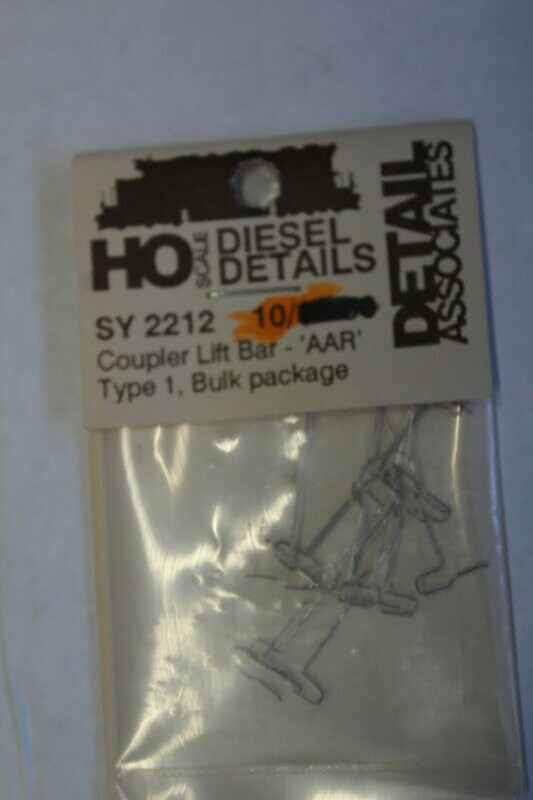 HO SCALE DIESEL
DETAILS
DETAIL
ASSOCIATES
SY 2212 10/
Coupler Lift Bar - 'AAR'
Type 1, Bulk package